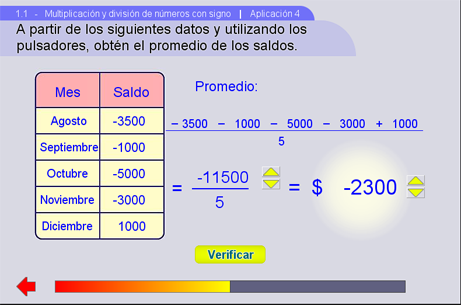 1.1 - Multiplicación y división de números con signo | Aplicación 4
A partir de los siguientes datos y utilizando los
pulsadores, obtén el promedio de los saldos.
Mes Saldo
Agosto -3500
Septiembre -1000
Octubre -5000
Noviembre -3000
Diciembre 1000
Promedio:
− 3500 − 1000 − 5000 − 3000 + 1000
5
= -11500 = $ -2300
5
Verificar